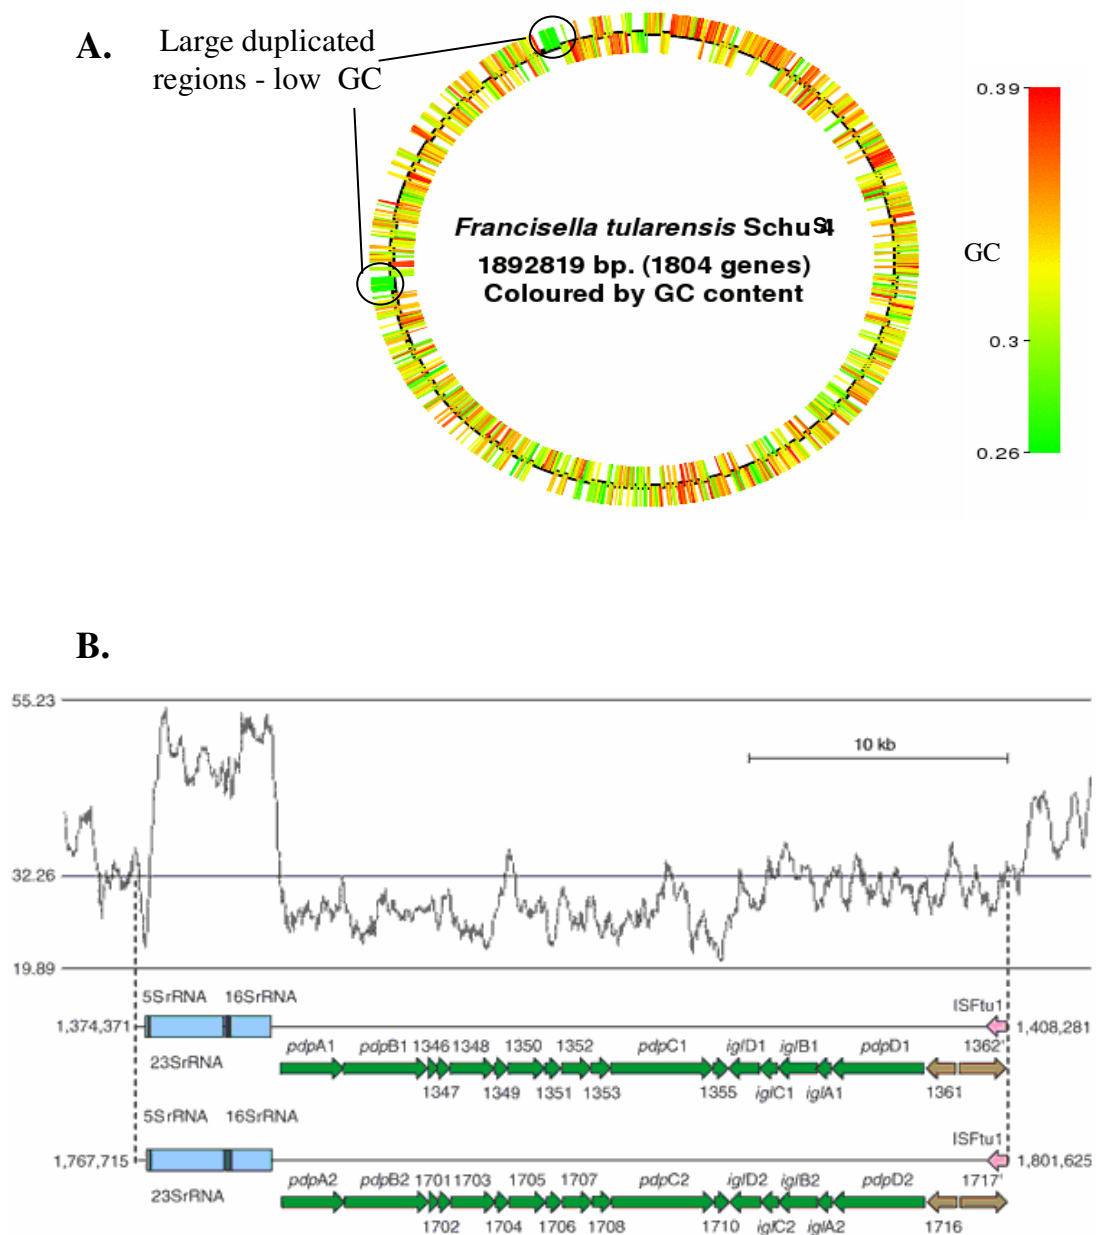 A.
Large duplicated
regions - low GC
Francisella tularensis Schu S4
1892819 bp. (1804 genes)
Coloured by GC content
GC
0.39
0.3
0.26
B.
55.23
10 kb
32.26
19.89
5SrRNA 16SrRNA
ISFtu1
1,374,371
1,408,281
23SrRNA
pdpA1 pdpB1 1346 1348 1350 1352 pdpC1 iglD1 iglB1 pdpD1 1362'
1347 1349 1351 1353 1355 iglC1 iglA1 1361
5SrRNA 16SrRNA
ISFtu1
1,767,715
1,801,625
23SrRNA
pdpA2 pdpB2 1701 1703 1705 1707 pdpC2 iglD2 iglB2 pdpD2 1717'
1702 1704 1706 1708 1710 iglC2 iglA2 1716